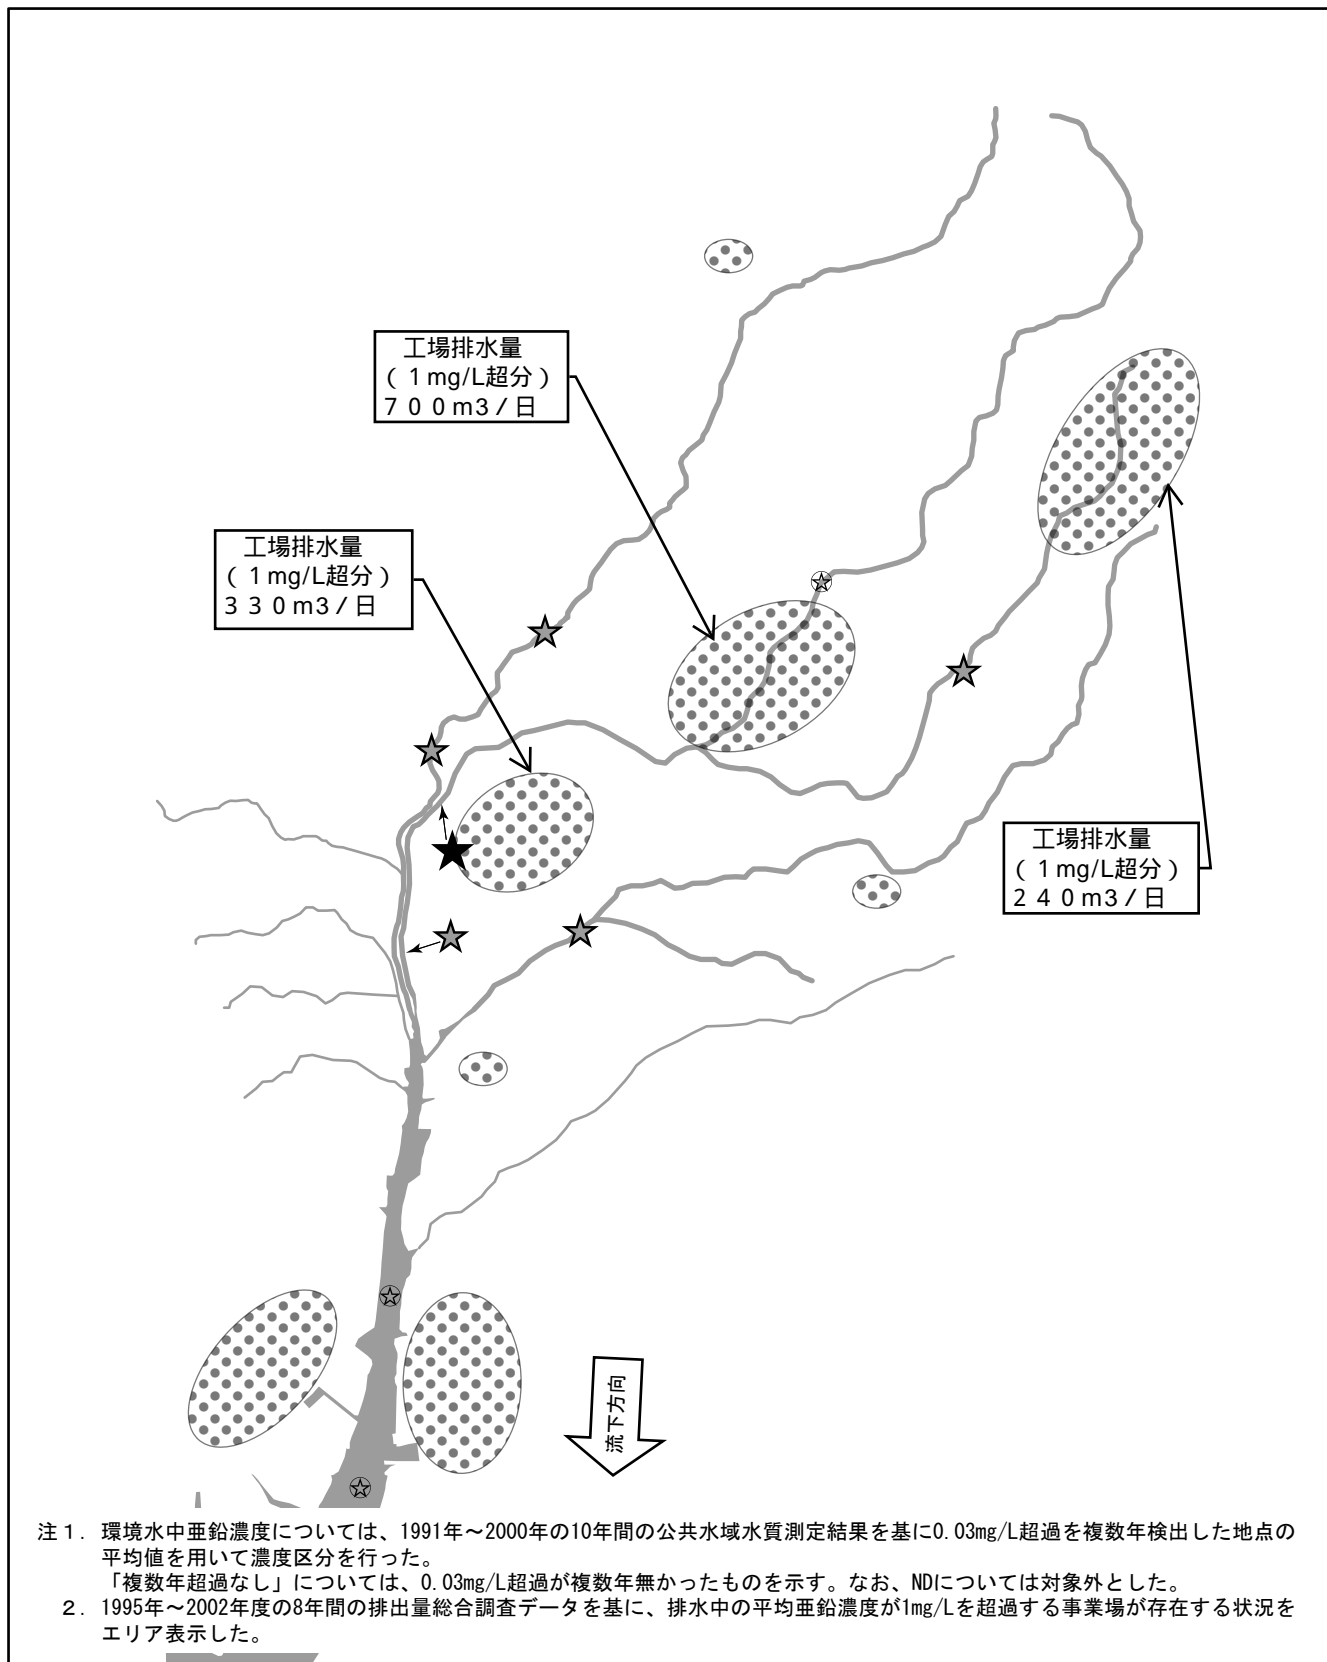 工場排水量
（１mg/L超分）
７００m3／日
工場排水量
（１mg/L超分）
３３０m3／日
工場排水量
（１mg/L超分）
２４０m3／日
流下方向
注１．環境水中亜鉛濃度については、1991年～2000年の10年間の公共水域水質測定結果を基に0.03mg/L超過を複数年検出した地点の
平均値を用いて濃度区分を行った。
「複数年超過なし」については、0.03mg/L超過が複数年無かったものを示す。なお、NDについては対象外とした。
２．1995年～2002年度の8年間の排出量総合調査データを基に、排水中の平均亜鉛濃度が1mg/Lを超過する事業場が存在する状況を
エリア表示した。